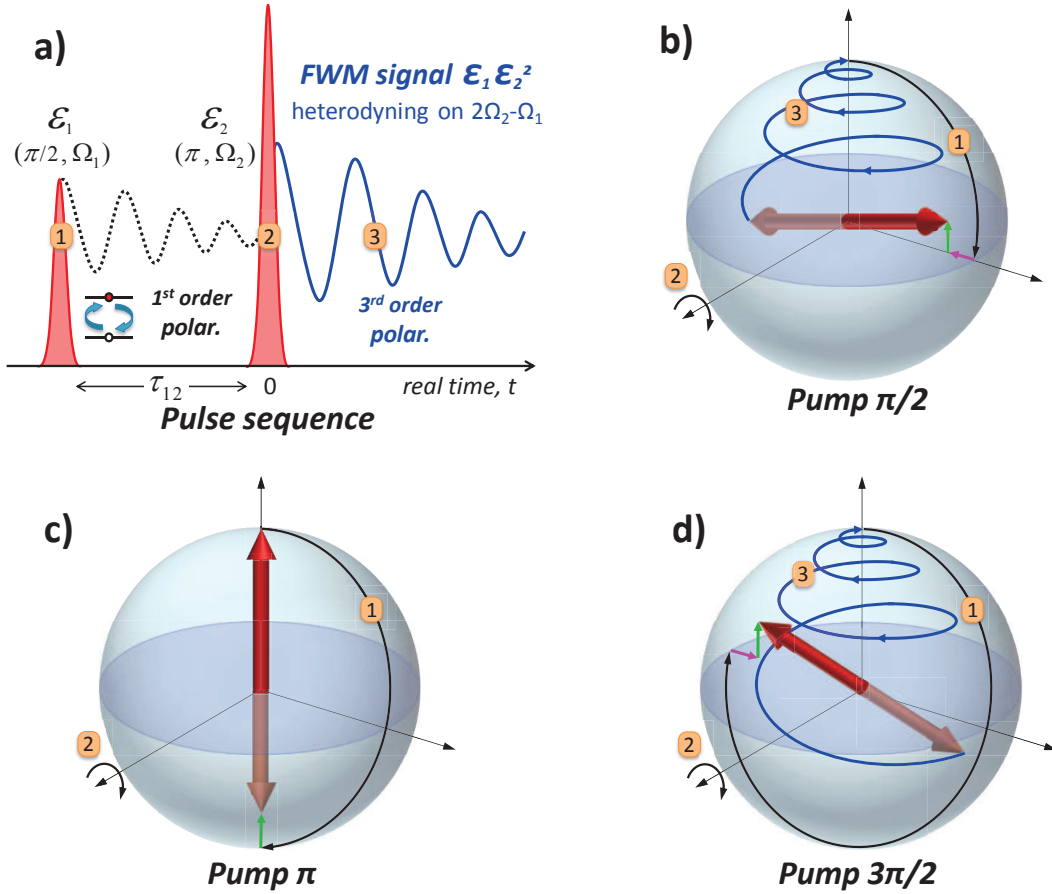 a)
FWM signal ε₁ε₂²
heterodyning on 2Ω₂-Ω₁
ℰ₁
(π/2, Ω₁)
ℰ₂
(π, Ω₂)
1
2
3
1st order
polar.
3rd order
polar.
τ₁₂
0
real time, t
Pulse sequence
b)
3
1
2
Pump π/2
c)
1
2
Pump π
d)
3
1
2
Pump 3π/2